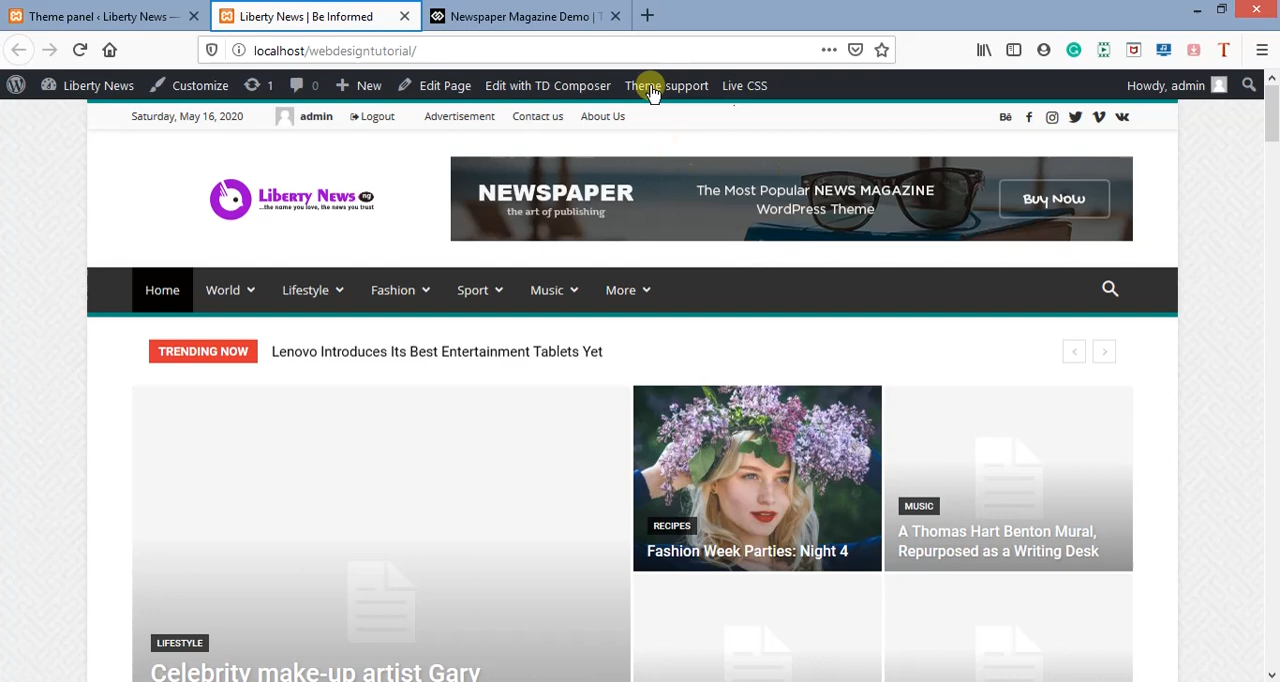 Theme panel ‹ Liberty News —
Liberty News | Be Informed
Newspaper Magazine Demo | T
localhost/webdesigntutorial/
Liberty News
Customize
1
0
New
Edit Page
Edit with TD Composer
Theme support
Live CSS
Howdy, admin
Saturday, May 16, 2020
admin
Logout
Advertisement
Contact us
About Us
Bē
Liberty News NG
...the name you love, the news you trust
NEWSPAPER
the art of publishing
The Most Popular NEWS MAGAZINE
WordPress Theme
Buy Now
Home
World
Lifestyle
Fashion
Sport
Music
More
TRENDING NOW
Lenovo Introduces Its Best Entertainment Tablets Yet
RECIPES
Fashion Week Parties: Night 4
MUSIC
A Thomas Hart Benton Mural,
Repurposed as a Writing Desk
LIFESTYLE
Celebrity make-up artist Gary